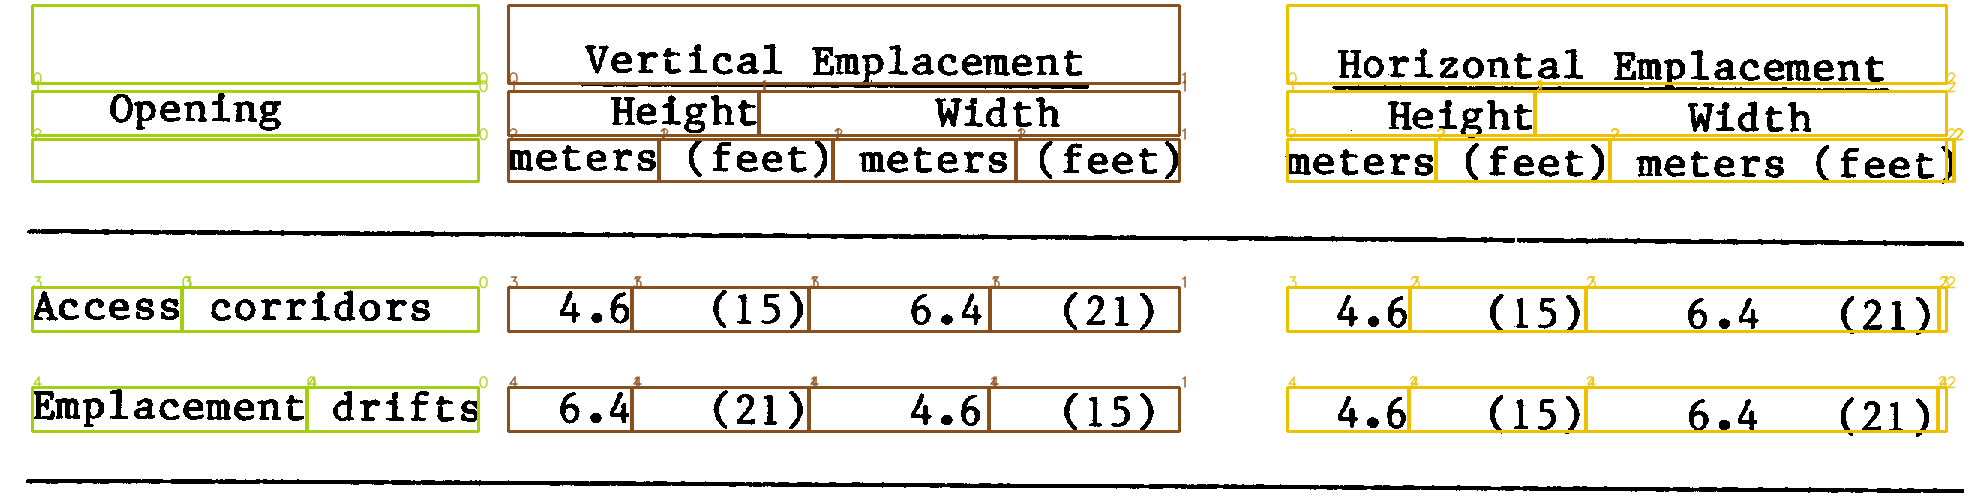 Vertical Emplacement Horizontal Emplacement
Opening Height Width Height Width
meters (feet) meters (feet) meters (feet) meters (feet)
Access corridors 4.6 (15) 6.4 (21) 4.6 (15) 6.4 (21)
Emplacement drifts 6.4 (21) 4.6 (15) 4.6 (15) 6.4 (21)